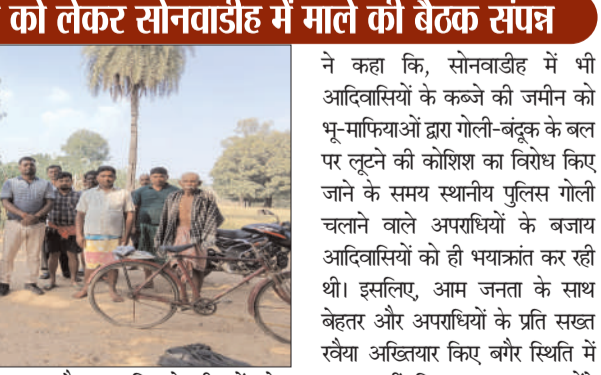 को लेकर सोनवाडीह में माले की बैठक संपन्न
ने कहा कि, सोनवाडीह में भी
आदिवासियों के कब्जे की जमीन को
भू-माफियाओं द्वारा गोली-बंदूक के बल
पर लूटने की कोशिश का विरोध किए
जाने के समय स्थानीय पुलिस गोली
चलाने वाले अपराधियों के बजाय
आदिवासियों को ही भयाक्रांत कर रही
थी। इसलिए, आम जनता के साथ
बेहतर और अपराधियों के प्रति सख्त
रवैया अख्तियार किए बगैर स्थिति में